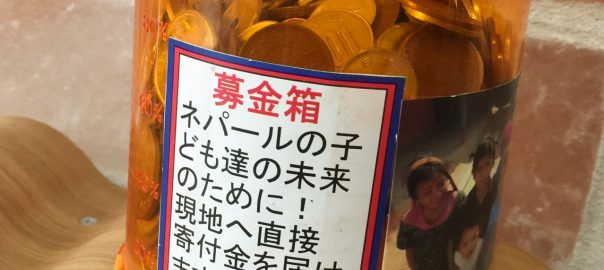 募金箱
ネパールの子
ども達の未来
のために！
現地へ直接
寄付金を届け
80%